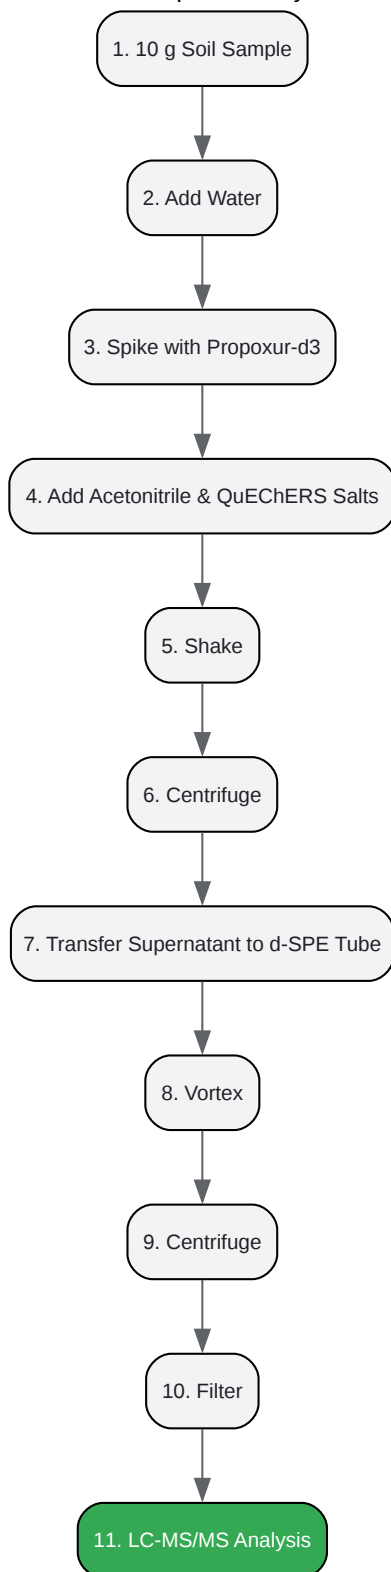 1. 10 g Soil Sample
2. Add Water
3. Spike with Propoxur-d3
4. Add Acetonitrile & QuEChERS Salts
5. Shake
6. Centrifuge
7. Transfer Supernatant to d-SPE Tube
8. Vortex
9. Centrifuge
10. Filter
11. LC-MS/MS Analysis